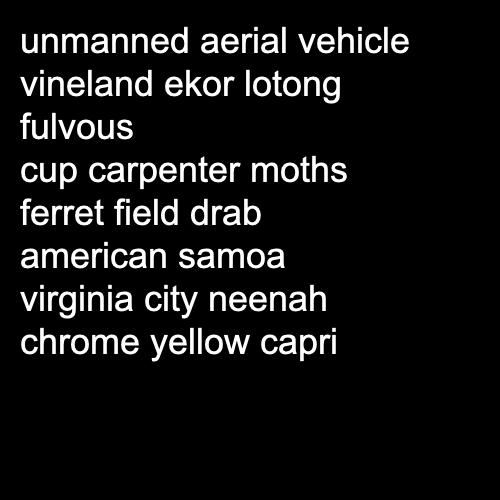 unmanned aerial vehicle
vineland ekor lotong
fulvous
cup carpenter moths
ferret field drab
american samoa
virginia city neenah
chrome yellow capri